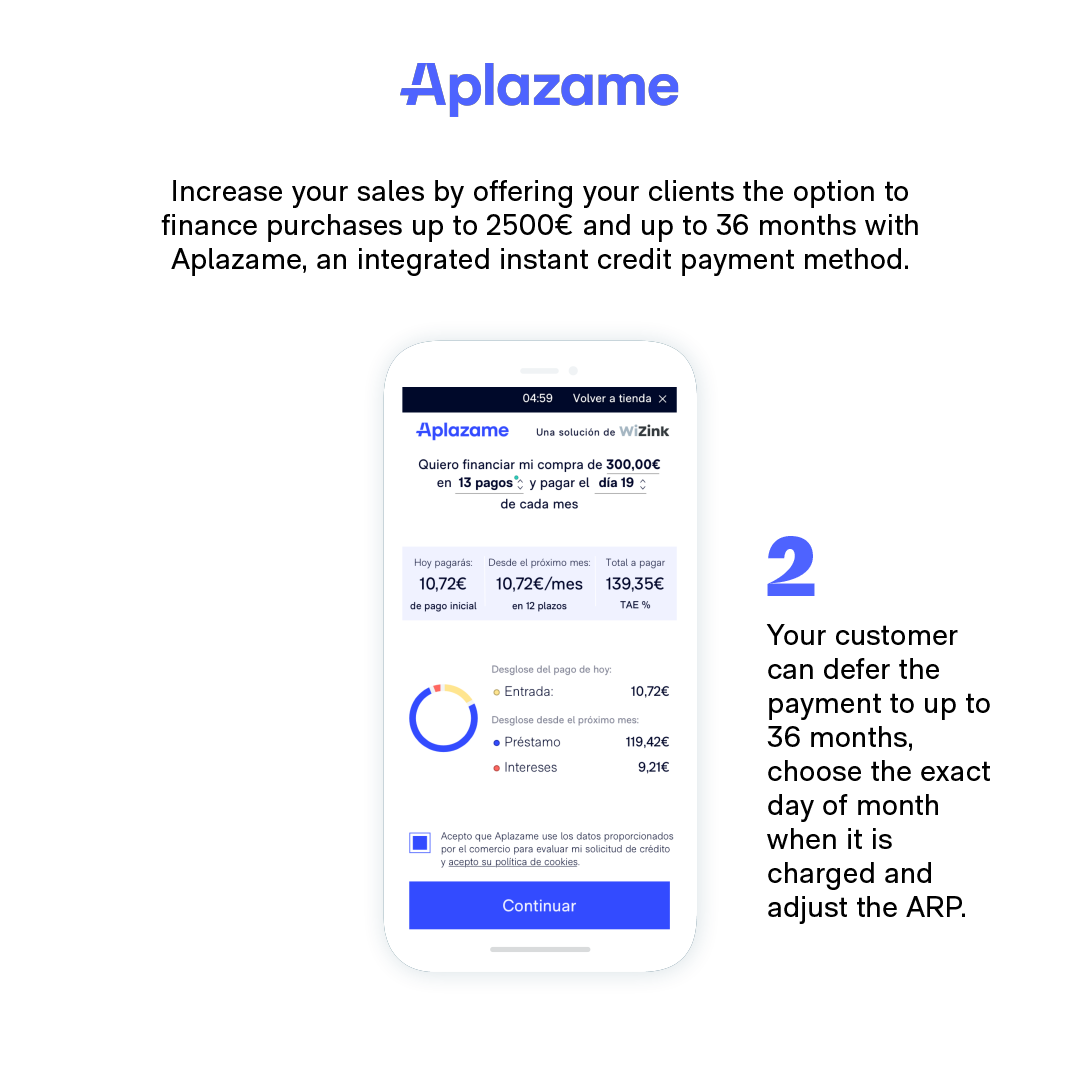 Aplazame
Increase your sales by offering your clients the option to
finance purchases up to 2500€ and up to 36 months with
Aplazame, an integrated instant credit payment method.
04:59 Volver a tienda ×
Aplazame Una solución de WiZink
Quiero financiar mi compra de 300,00€
en 13 pagos y pagar el día 19
de cada mes
Hoy pagarás: Desde el próximo mes: Total a pagar
10,72€ 10,72€/mes 139,35€
de pago inicial en 12 plazos TAE %
Desglose del pago de hoy:
Entrada: 10,72€
Desglose desde el próximo mes:
Préstamo 119,42€
Intereses 9,21€
Acepto que Aplazame use los datos proporcionados
por el comercio para evaluar mi solicitud de crédito
y acepto su política de cookies.
Continuar
2
Your customer
can defer the
payment to up to
36 months,
choose the exact
day of month
when it is
charged and
adjust the ARP.